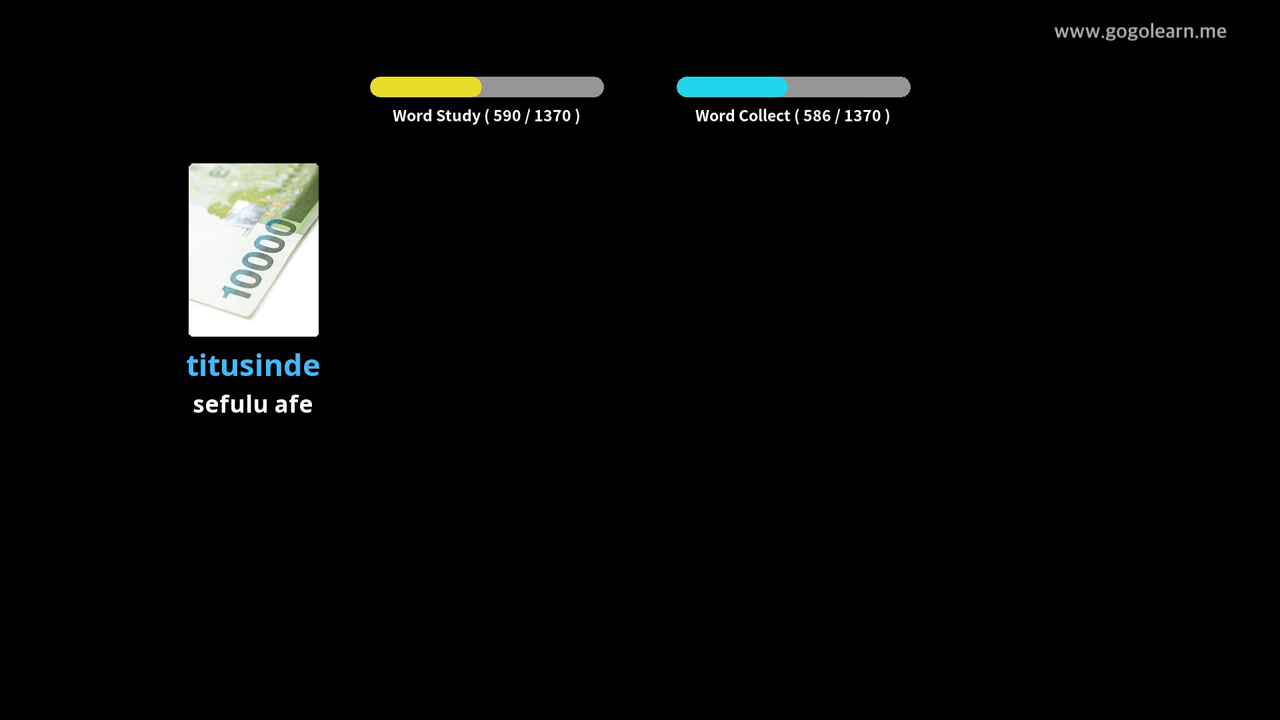 www.gogolearn.me
Word Study ( 590 / 1370 )
Word Collect ( 586 / 1370 )
10000
titusinde
sefulu afe